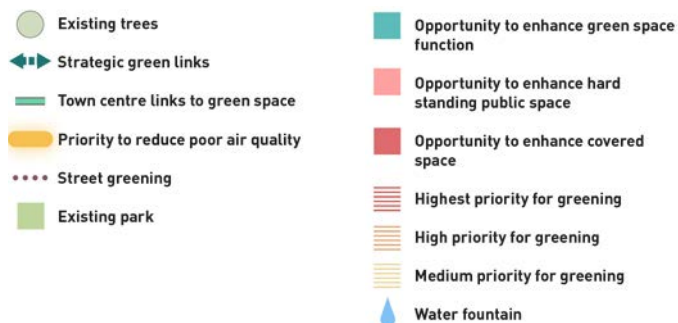 Existing trees
Strategic green links
Town centre links to green space
Priority to reduce poor air quality
Street greening
Existing park
Opportunity to enhance green space
function
Opportunity to enhance hard
standing public space
Opportunity to enhance covered
space
Highest priority for greening
High priority for greening
Medium priority for greening
Water fountain